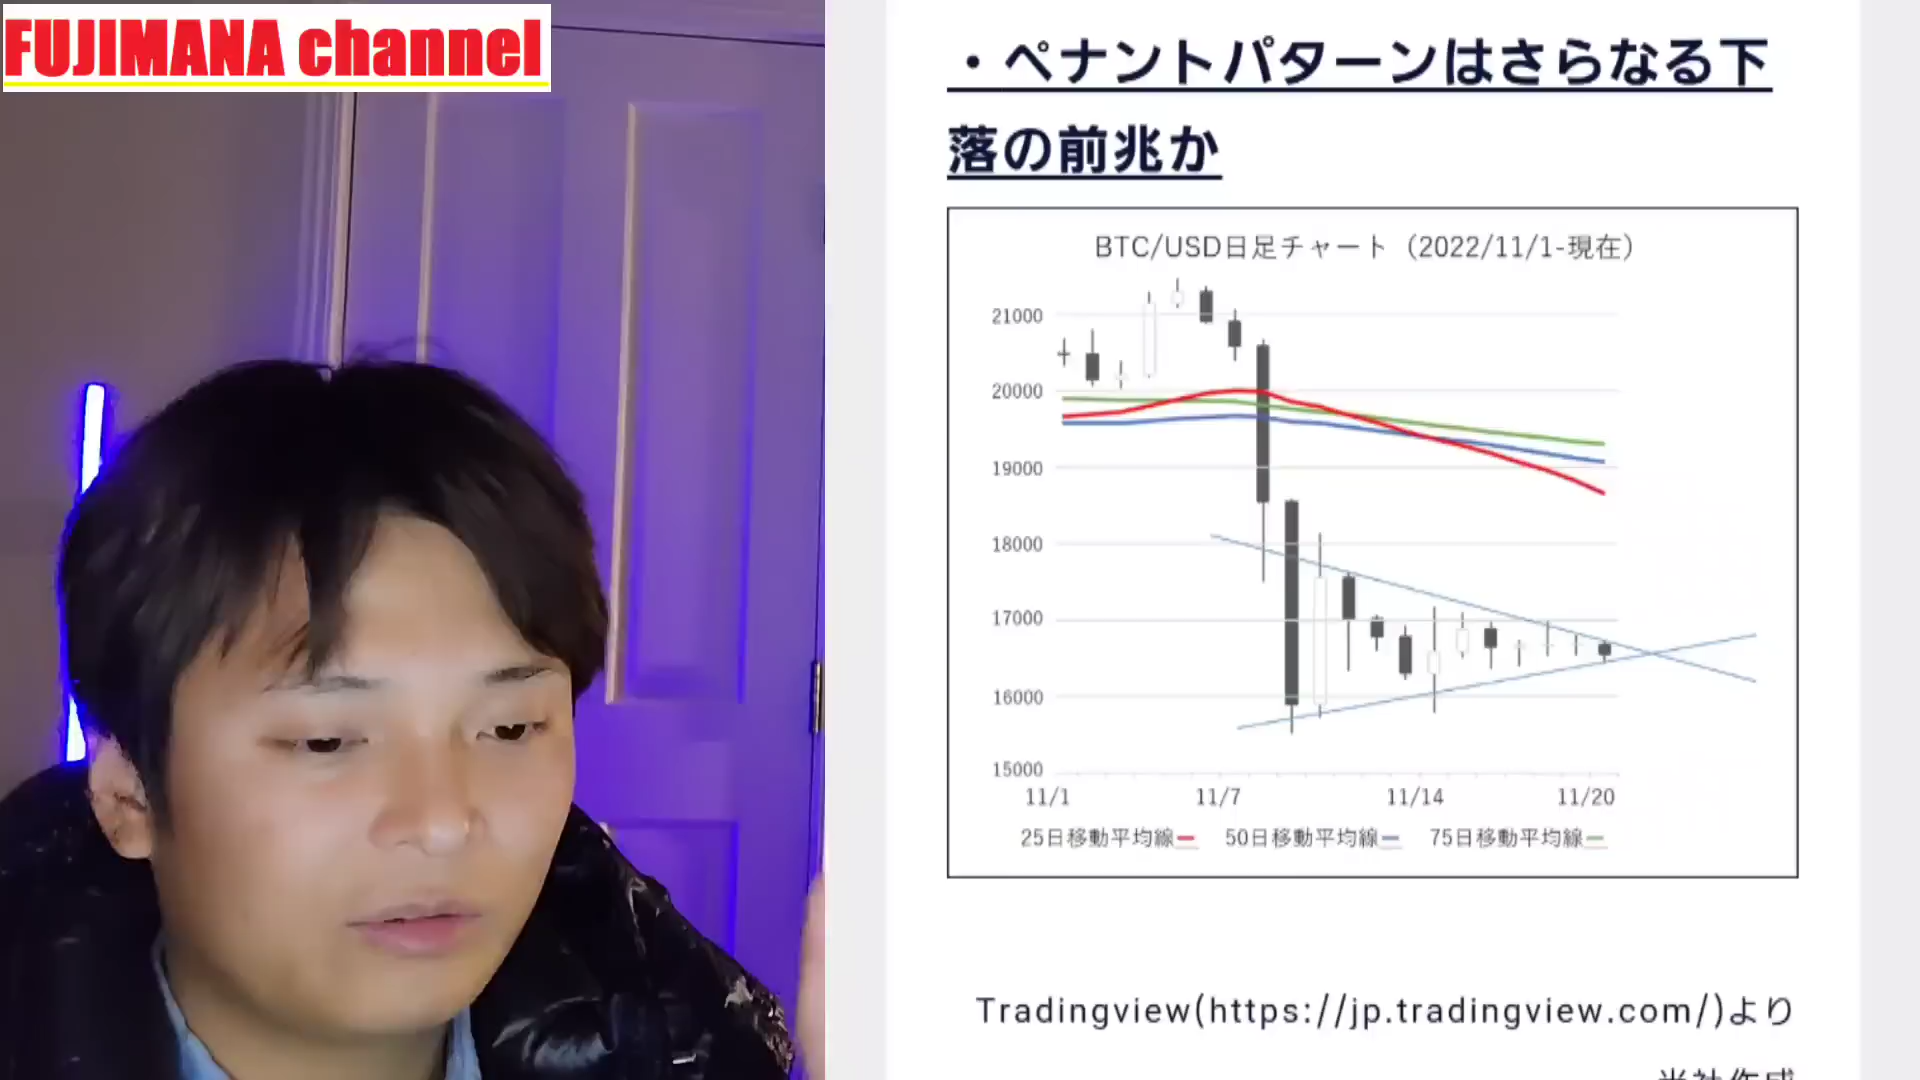 FUJIMANA channel
・ペナントパターンはさらなる下
落の前兆か
BTC/USD日足チャート（2022/11/1-現在）
21000
20000
19000
18000
17000
16000
15000
11/1 11/7 11/14 11/20
25日移動平均線 50日移動平均線 75日移動平均線
Tradingview(https://jp.tradingview.com/)より
当社作成